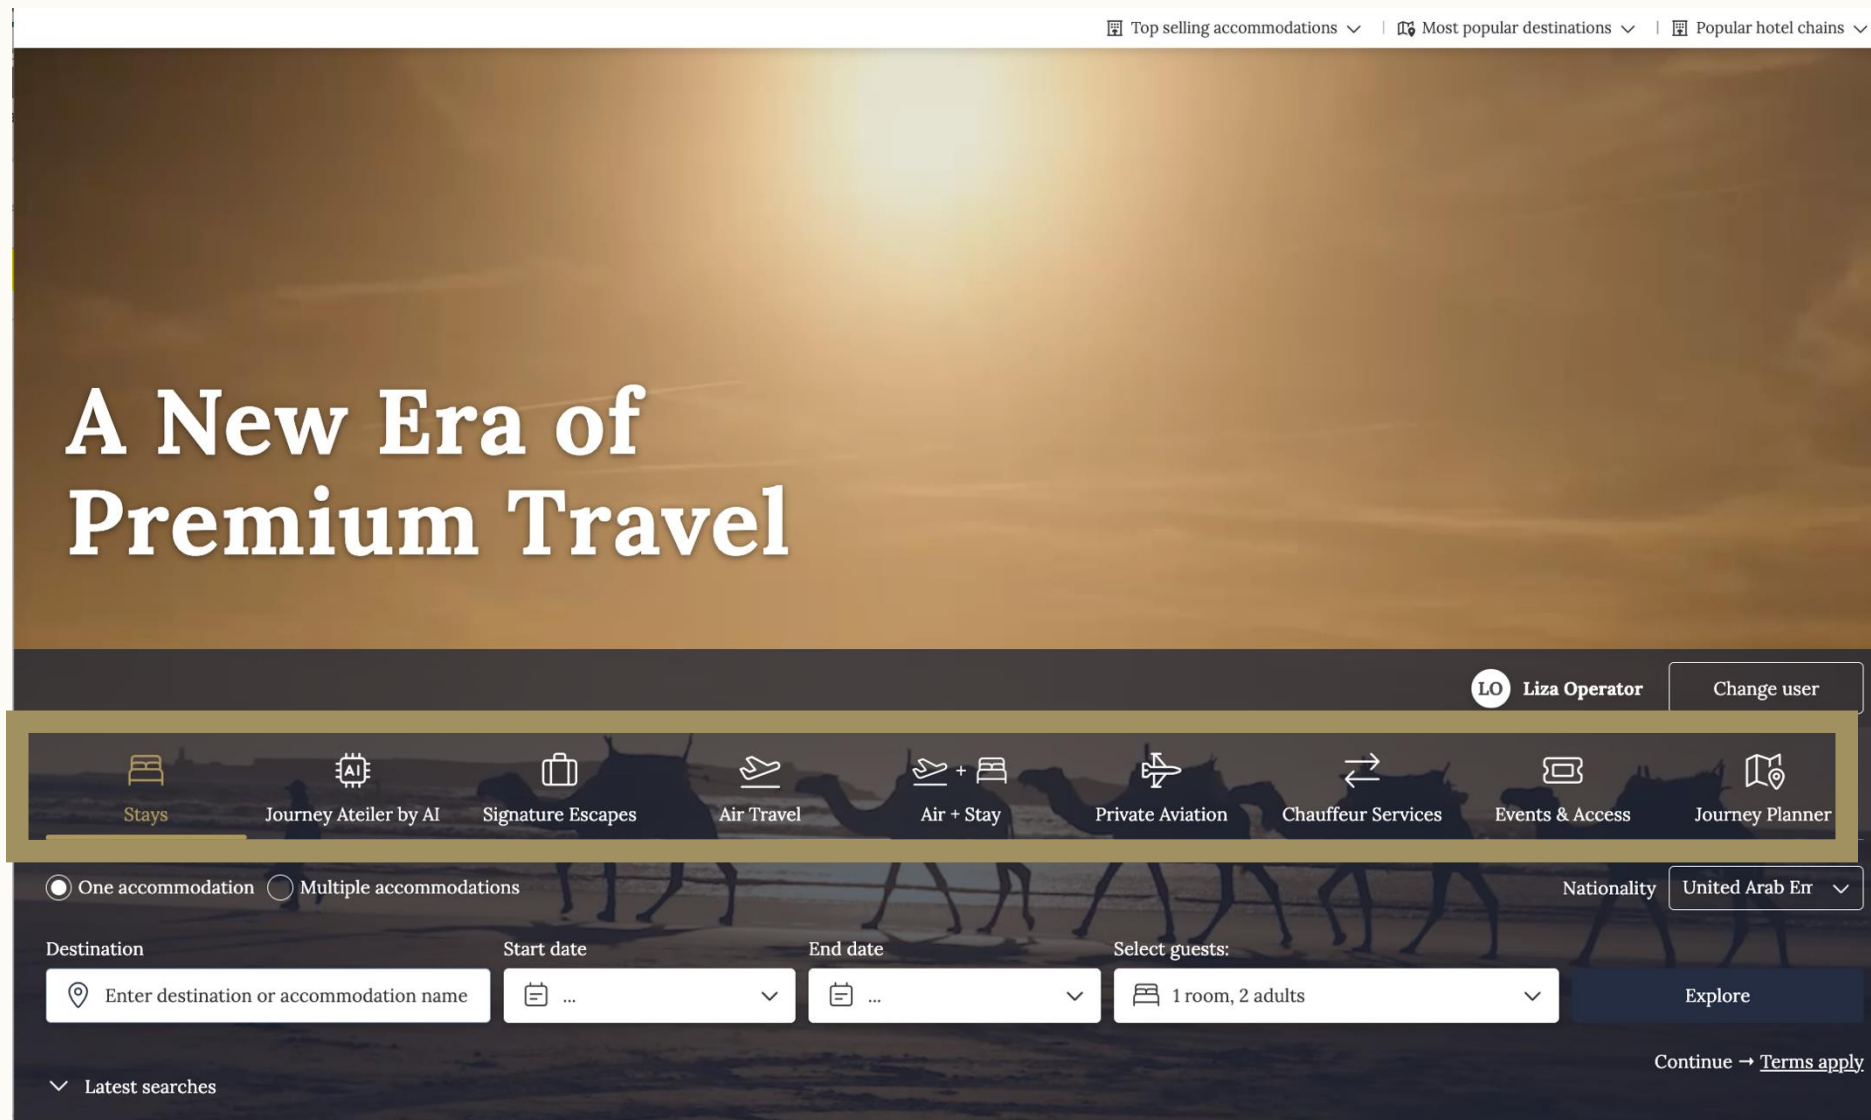 Top selling accommodations
Most popular destinations
Popular hotel chains
A New Era of
Premium Travel
LO Liza Operator
Change user
Stays
AI
Journey Ateiler by AI
Signature Escapes
Air Travel
+
Air + Stay
Private Aviation
Chauffeur Services
Events & Access
Journey Planner
One accommodation
Multiple accommodations
Nationality
United Arab Em
Destination
Start date
End date
Select guests:
Enter destination or accommodation name
...
...
1 room, 2 adults
Explore
Continue → Terms apply
Latest searches